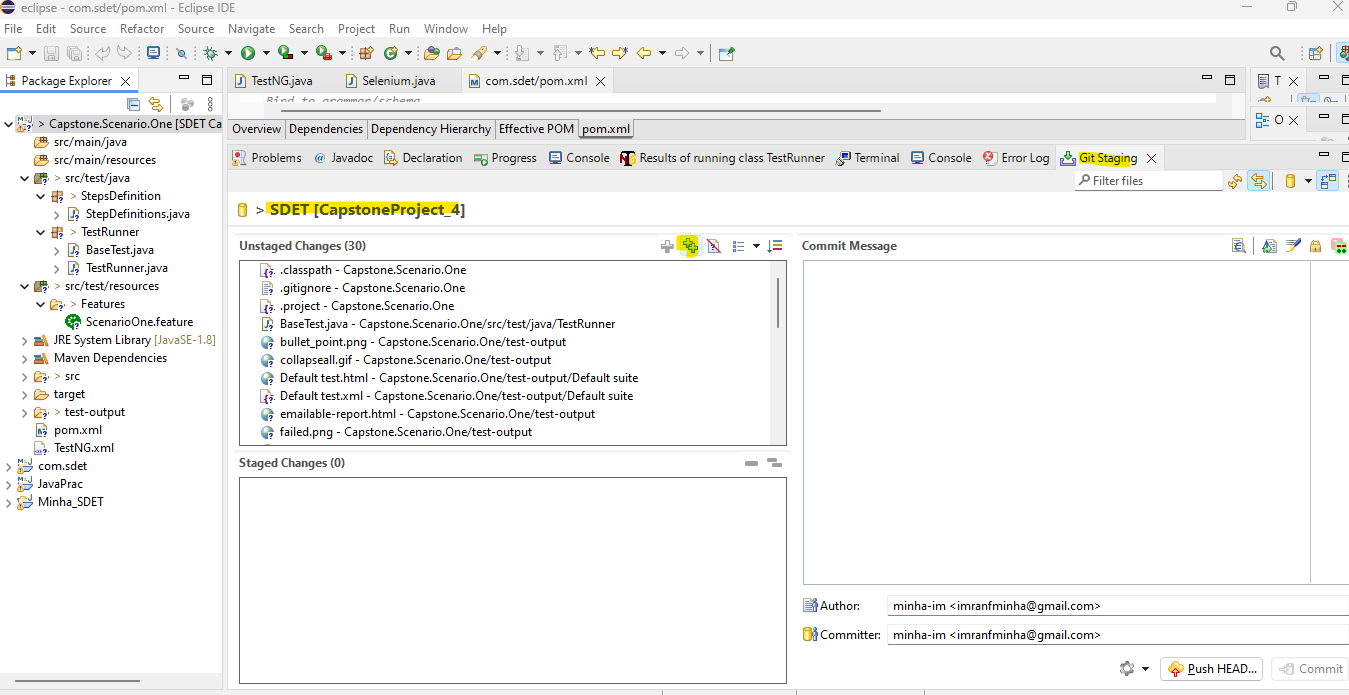 eclipse - com.sdet/pom.xml - Eclipse IDE
File Edit Source Refactor Source Navigate Search Project Run Window Help
Package Explorer
TestNG.java
Selenium.java
com.sdet/pom.xml
T
Bind to grammar/schema
O
Overview Dependencies Dependency Hierarchy Effective POM pom.xml
> Capstone.Scenario.One [SDET Ca
src/main/java
src/main/resources
> src/test/java
> StepsDefinition
StepDefinitions.java
> TestRunner
BaseTest.java
TestRunner.java
> src/test/resources
> Features
ScenarioOne.feature
JRE System Library [JavaSE-1.8]
Maven Dependencies
> src
target
> test-output
pom.xml
TestNG.xml
com.sdet
JavaPrac
Minha_SDET
Problems @ Javadoc Declaration Progress Console Results of running class TestRunner Terminal Console Error Log Git Staging
Filter files
> SDET [CapstoneProject_4]
Unstaged Changes (30)
.classpath - Capstone.Scenario.One
.gitignore - Capstone.Scenario.One
.project - Capstone.Scenario.One
BaseTest.java - Capstone.Scenario.One/src/test/java/TestRunner
bullet_point.png - Capstone.Scenario.One/test-output
collapseall.gif - Capstone.Scenario.One/test-output
Default test.html - Capstone.Scenario.One/test-output/Default suite
Default test.xml - Capstone.Scenario.One/test-output/Default suite
emailable-report.html - Capstone.Scenario.One/test-output
failed.png - Capstone.Scenario.One/test-output
Staged Changes (0)
Commit Message
Author: minha-im <imranfminha@gmail.com>
Committer: minha-im <imranfminha@gmail.com>
Push HEAD... Commit